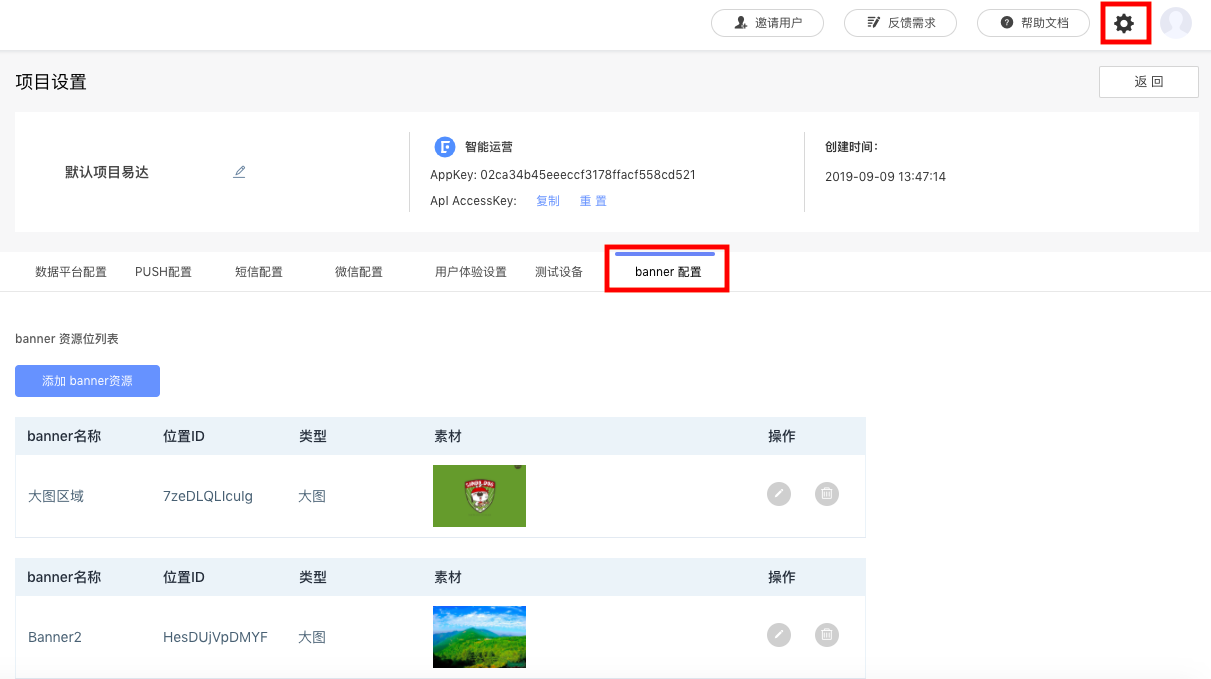 邀请用户
反馈需求
帮助文档
项目设置
返 回
默认项目易达
智能运营
AppKey: 02ca34b45eeeccf3178ffacf558cd521
ApI AccessKey: 复制 重 置
创建时间：
2019-09-09 13:47:14
数据平台配置 PUSH配置 短信配置 微信配置 用户体验设置 测试设备 banner 配置
banner 资源位列表
添加 banner资源
banner名称 位置ID 类型 素材 操作
大图区域 7zeDLQLIcuIg 大图
banner名称 位置ID 类型 素材 操作
Banner2 HesDUjVpDMYF 大图